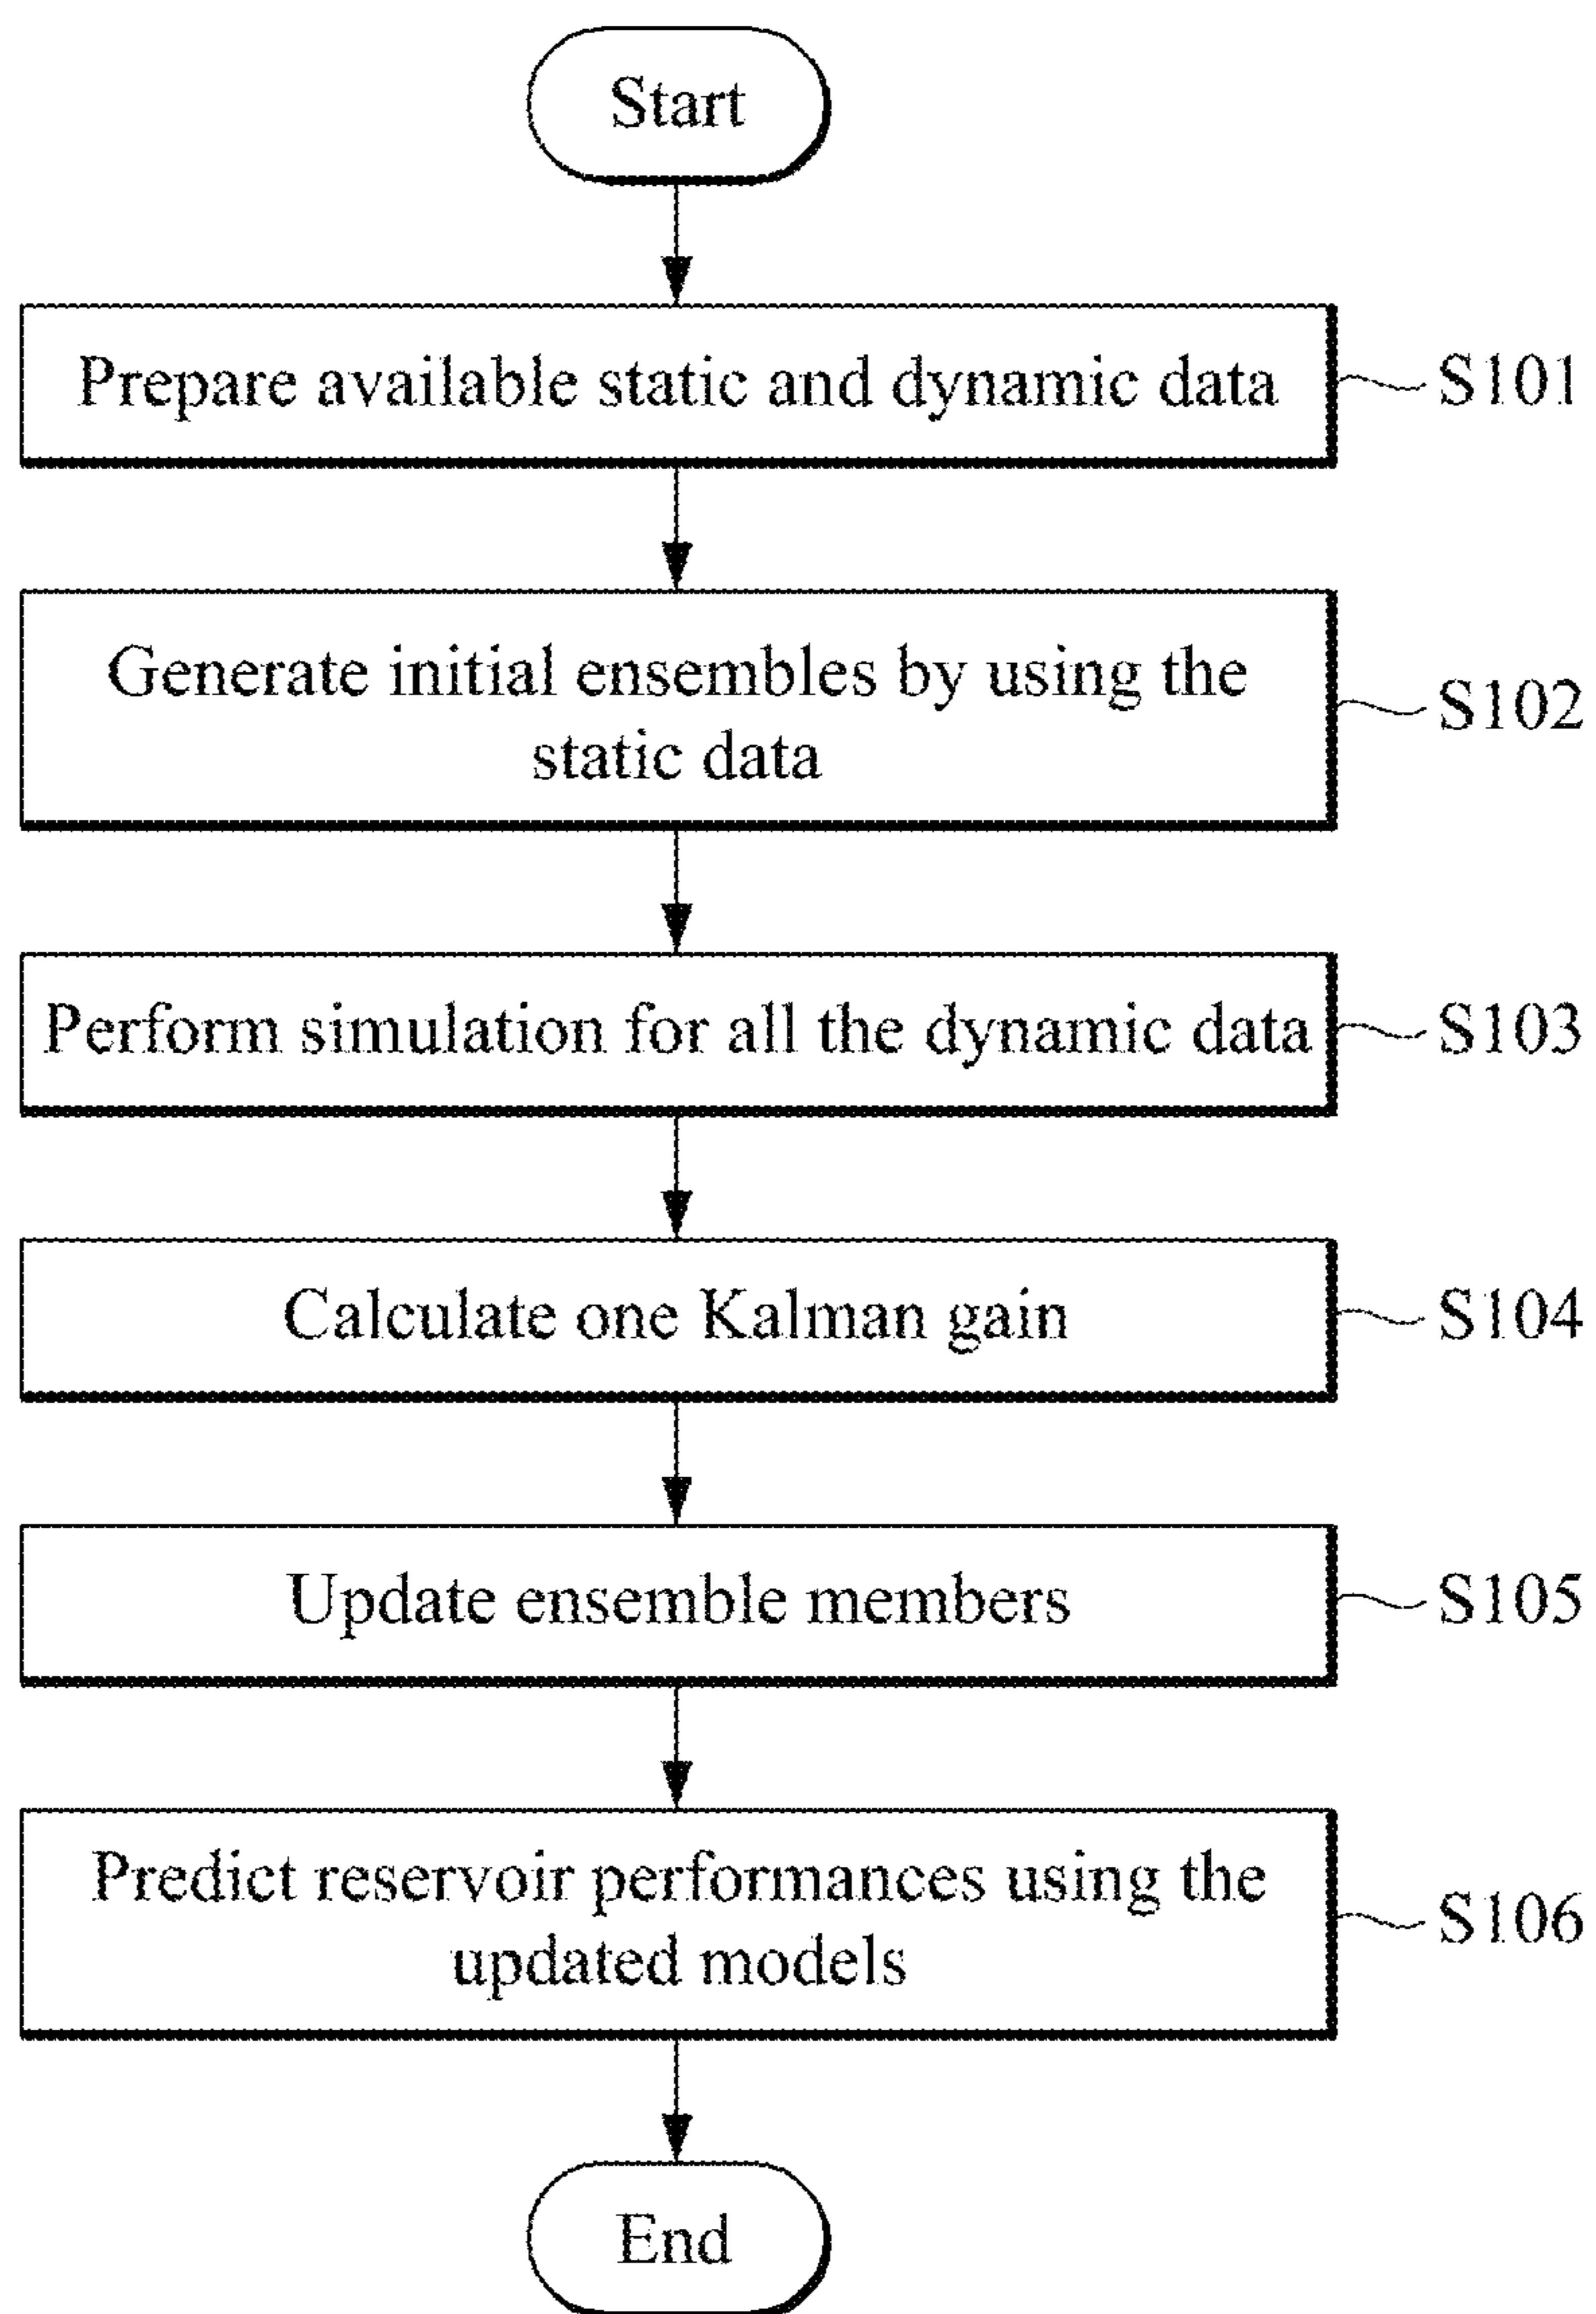 Start
Prepare available static and dynamic data
S101
Generate initial ensembles by using the
static data
S102
Perform simulation for all the dynamic data
S103
Calculate one Kalman gain
S104
Update ensemble members
S105
Predict reservoir performances using the
updated models
S106
End